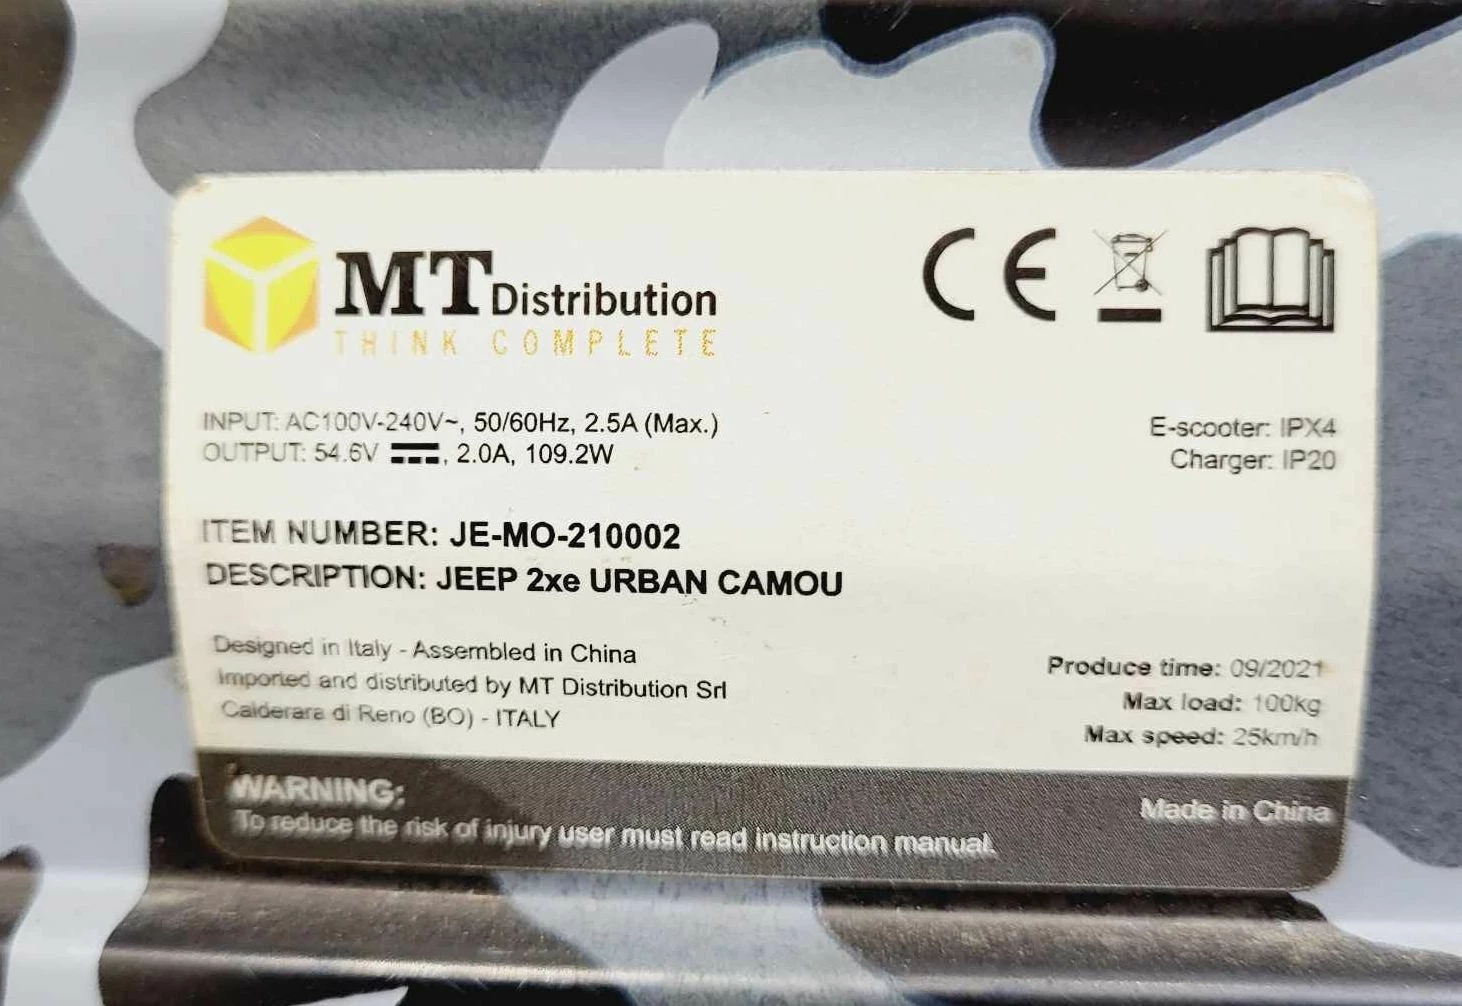 MT Distribution
THINK COMPLETE
CE
INPUT: AC100V-240V~, 50/60Hz, 2.5A (Max.)
OUTPUT: 54.6V ⎓, 2.0A, 109.2W
E-scooter: IPX4
Charger: IP20
ITEM NUMBER: JE-MO-210002
DESCRIPTION: JEEP 2xe URBAN CAMOU
Designed in Italy - Assembled in China
Imported and distributed by MT Distribution Srl
Calderara di Reno (BO) - ITALY
Produce time: 09/2021
Max load: 100kg
Max speed: 25km/h
WARNING:
To reduce the risk of injury user must read instruction manual.
Made in China